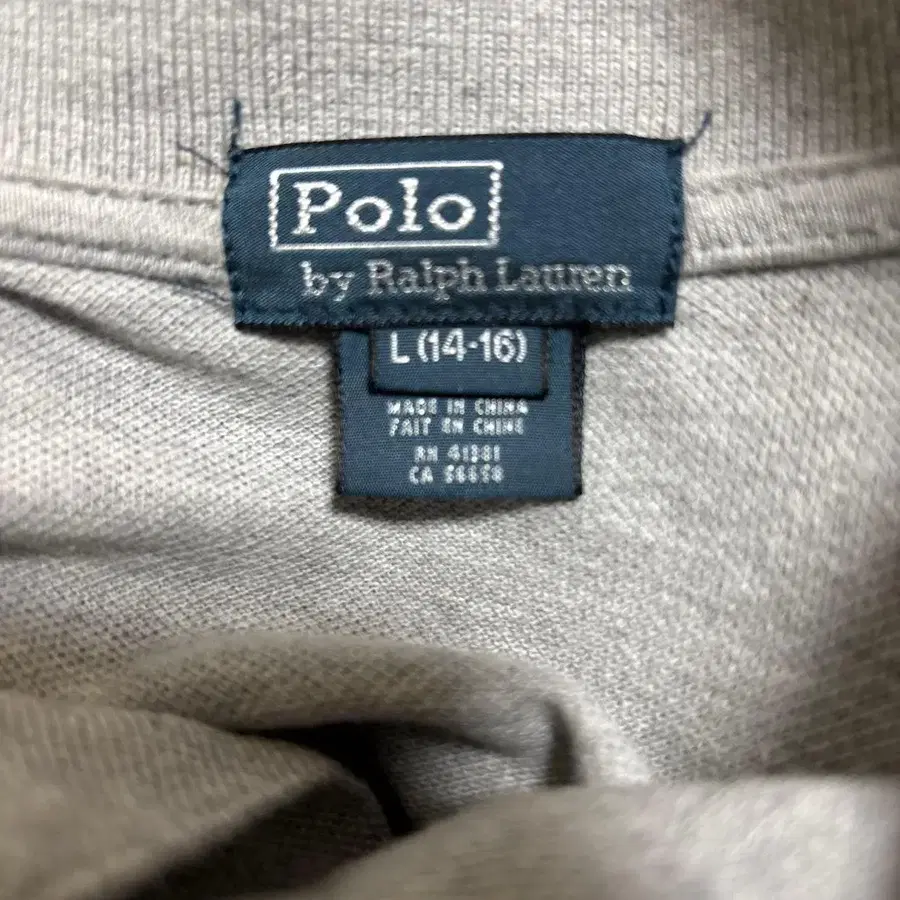 Polo
by Ralph Lauren
L (14-16)
MADE IN CHINA
FAIT EN CHINE
RN 41381
CA 56658